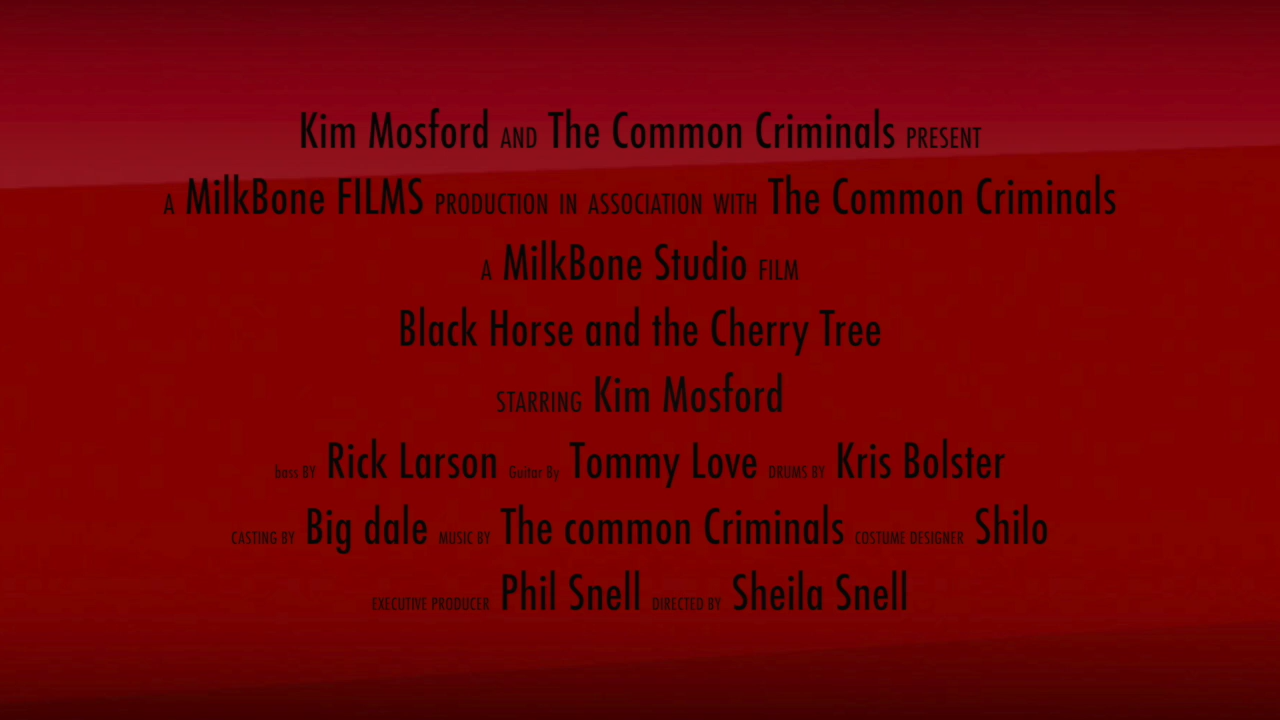 Kim Mosford AND The Common Criminals PRESENT
A MilkBone FILMS PRODUCTION IN ASSOCIATION WITH The Common Criminals
A MilkBone Studio FILM
Black Horse and the Cherry Tree
STARRING Kim Mosford
bass BY Rick Larson Guitar By Tommy Love DRUMS BY Kris Bolster
CASTING BY Big dale MUSIC BY The common Criminals COSTUME DESIGNER Shilo
EXECUTIVE PRODUCER Phil Snell DIRECTED BY Sheila Snell